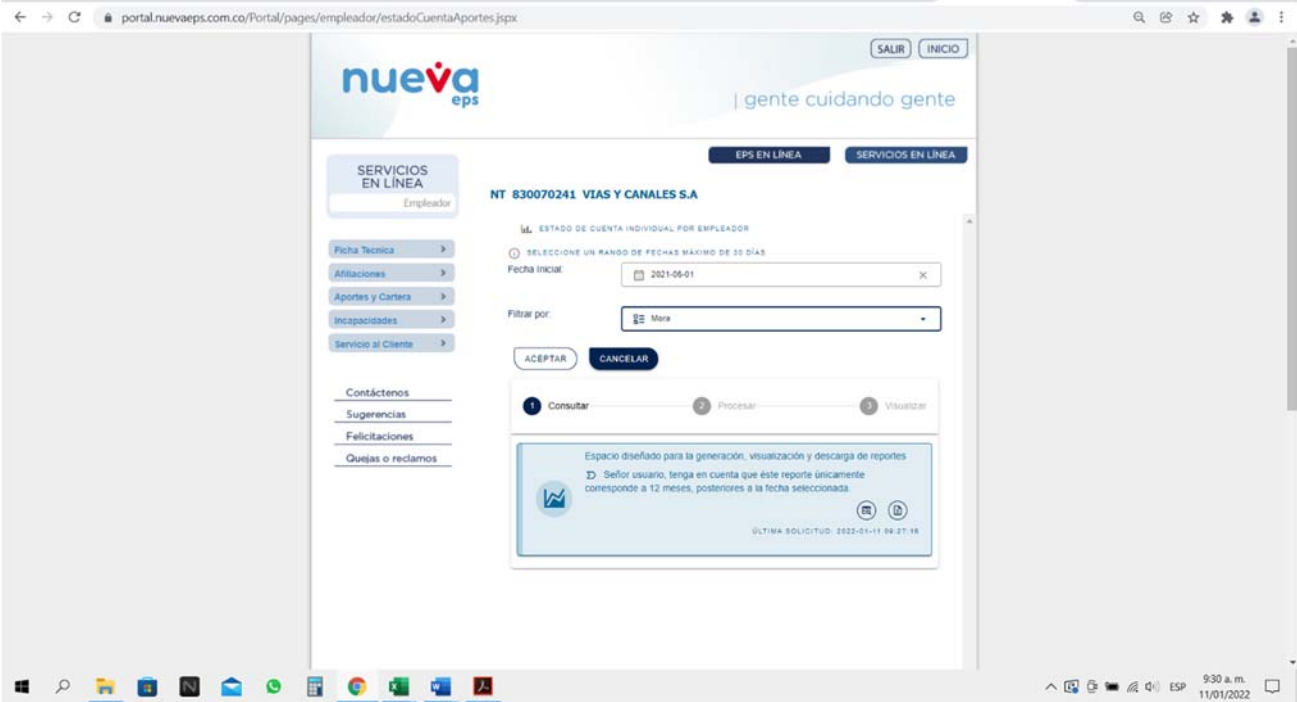 portal.nuevaeps.com.co/Portal/pages/empleador/estadoCuentaAportes.jspx
SALIR INICIO
nueva
eps
| gente cuidando gente
EPS EN LÍNEA SERVICIOS EN LÍNEA
SERVICIOS
EN LÍNEA
Empleador
NT 830070241 VIAS Y CANALES S.A
ESTADO DE CUENTA INDIVIDUAL POR EMPLEADOR
SELECCIONE UN RANGO DE FECHAS MÁXIMO DE 30 DÍAS
Fecha Inicial: 2021-06-01
Filtrar por: Mora
ACEPTAR CANCELAR
Ficha Tecnica
Afiliaciones
Aportes y Cartera
Incapacidades
Servicio al Cliente
Contáctenos
Sugerencias
Felicitaciones
Quejas o reclamos
1 Consultar 2 Procesar 3 Visualizar
Espacio diseñado para la generación, visualización y descarga de reportes
Señor usuario, tenga en cuenta que éste reporte únicamente
corresponde a 12 meses, posteriores a la fecha seleccionada.
ÚLTIMA SOLICITUD: 2022-01-11 09:27:16
ESP
9:30 a. m.
11/01/2022